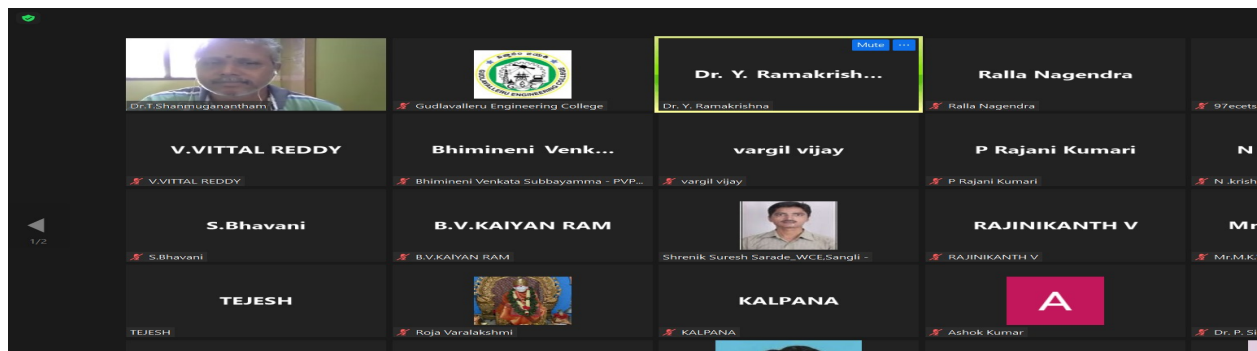 Mute ...
Dr. Y. Ramakrish...
Ralla Nagendra
Dr.T.Shanmuganantham
Gudlavalleru Engineering College
Dr. Y. Ramakrishna
Ralla Nagendra
97ecets
V.VITTAL REDDY
Bhimineni Venk...
vargil vijay
P Rajani Kumari
N
V.VITTAL REDDY
Bhimineni Venkata Subbayamma - PVP...
vargil vijay
P Rajani Kumari
N .krish
1/2
S.Bhavani
B.V.KAlYAN RAM
RAJINIKANTH V
Mr
S.Bhavani
B.V.KAlYAN RAM
Shrenik Suresh Sarade_WCE,Sangli -
RAJINIKANTH V
Mr.M.K.
TEJESH
KALPANA
A
TEJESH
Roja Varalakshmi
KALPANA
Ashok Kumar
Dr. P. Si